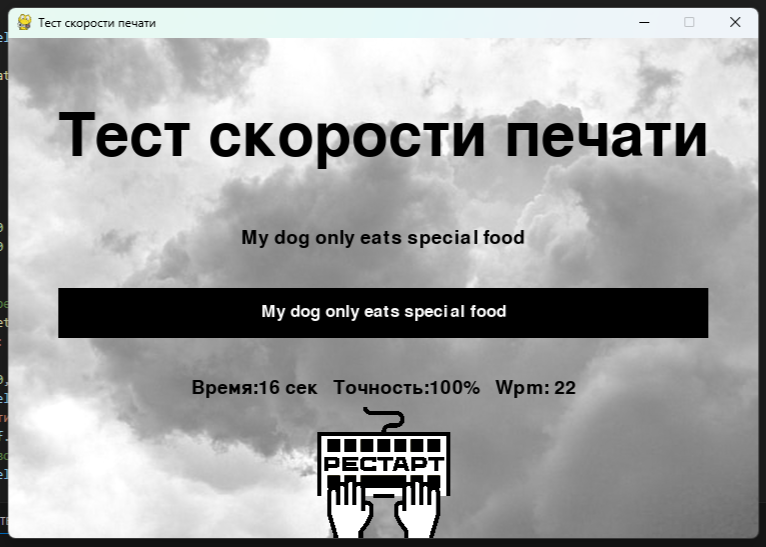 Тест скорости печати
Тест скорости печати
My dog only eats special food
My dog only eats special food
Время:16 сек Точность:100% Wpm: 22
РЕСТАРТ